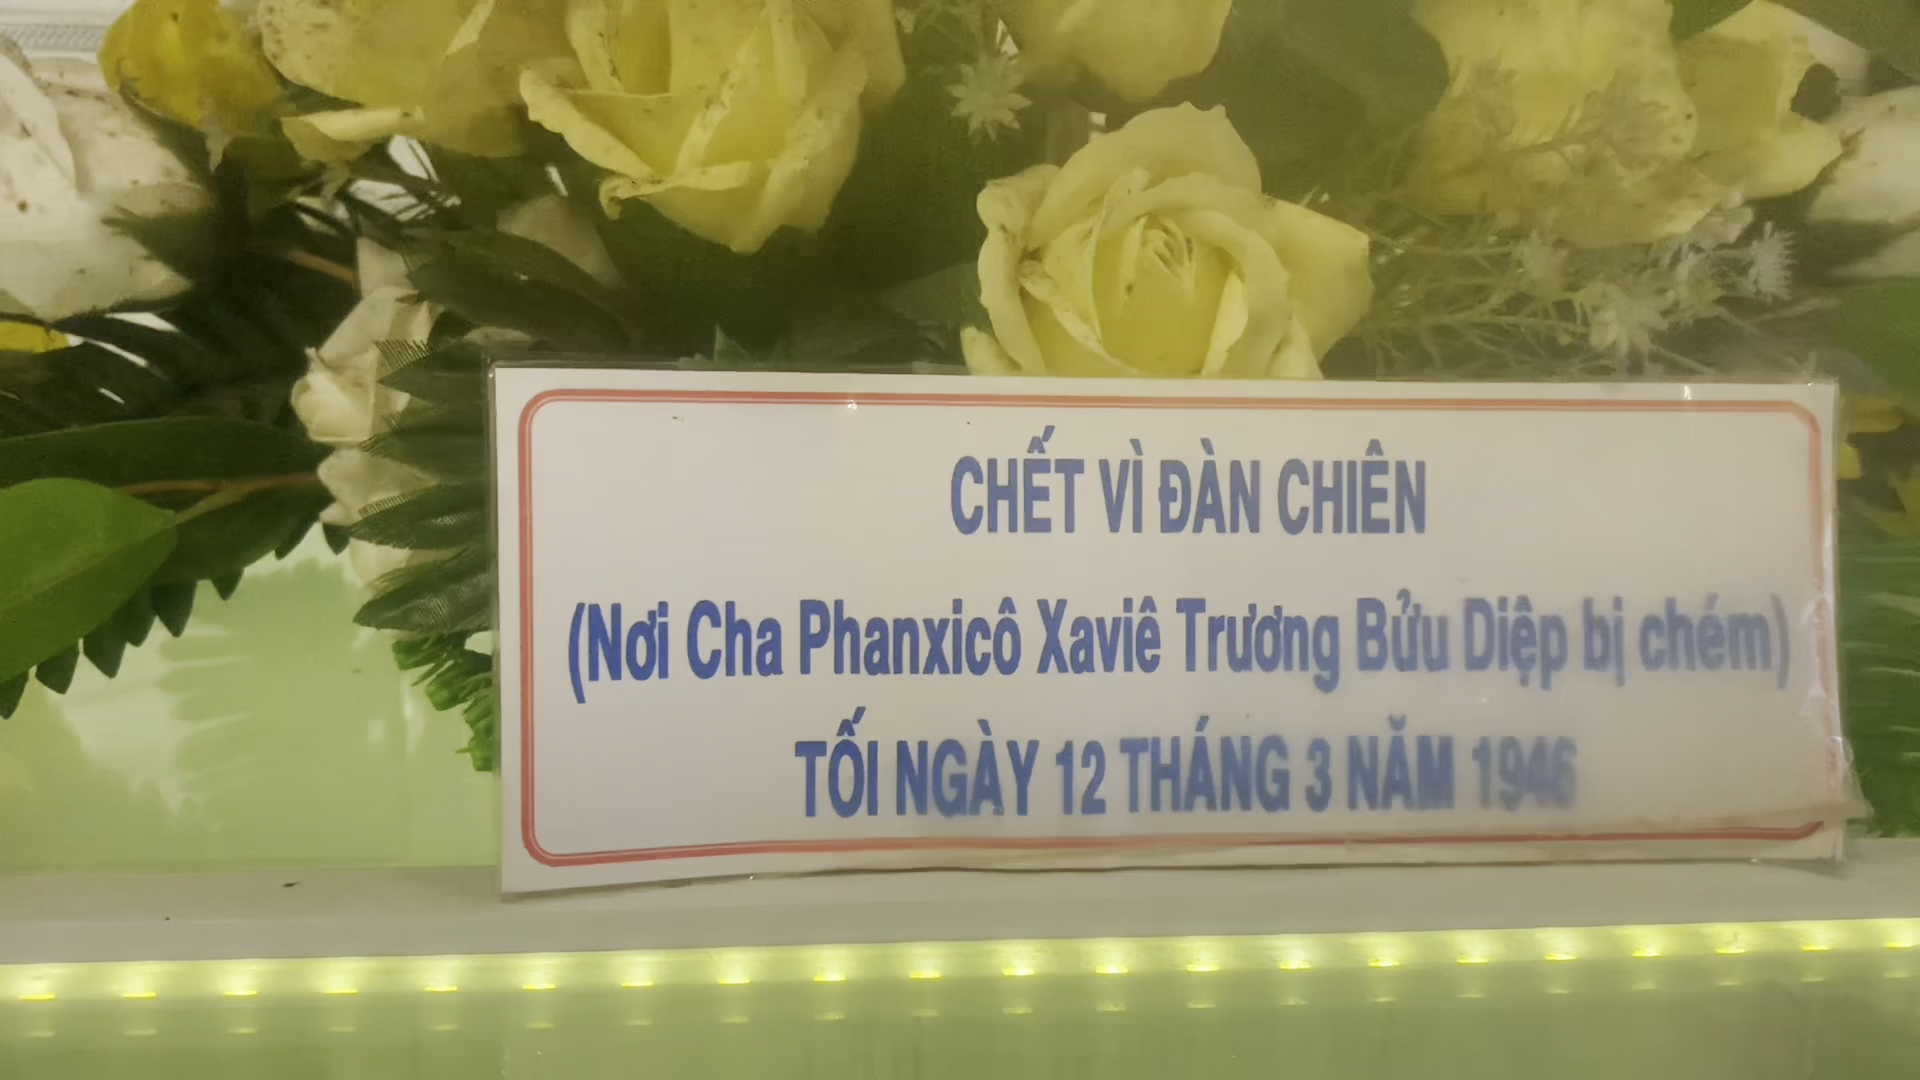 CHẾT VÌ ĐÀN CHIÊN
(Nơi Cha Phanxicô Xaviê Trương Bửu Diệp bị chém)
TỐI NGÀY 12 THÁNG 3 NĂM 1946